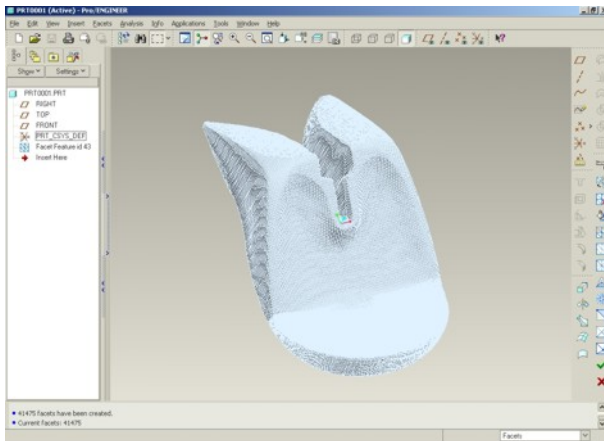 PRT0001 (Active) - Pro/ENGINEER
File Edit View Insert Facets Analysis Info Applications Tools Window Help
Show Settings
PRT0001.PRT
RIGHT
TOP
FRONT
PRT_CSYS_DEF
Facet Feature id 43
Insert Here
41475 facets have been created.
Current facets: 41475
Facets